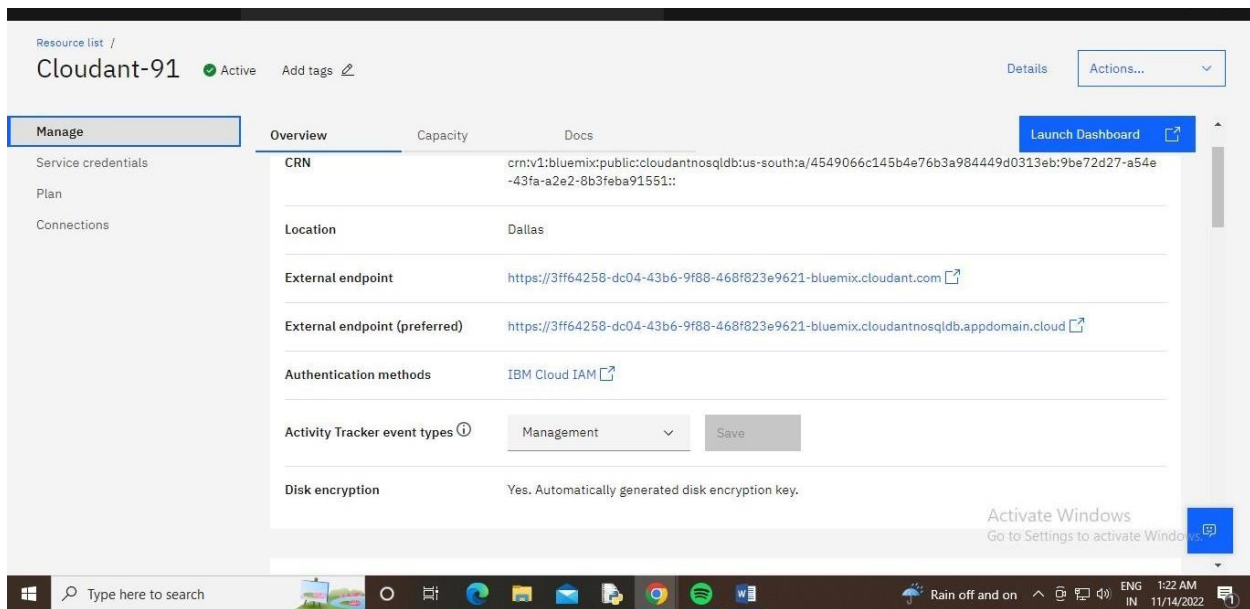 Resource list /
Cloudant-91 Active Add tags Details Actions...
Manage
Service credentials
Plan
Connections
Overview Capacity Docs Launch Dashboard
CRN crn:v1:bluemix:public:cloudantnosqldb:us-south:a/4549066c145b4e76b3a984449d0313eb:9be72d27-a54e
-43fa-a2e2-8b3feba91551::
Location Dallas
External endpoint https://3ff64258-dc04-43b6-9f88-468f823e9621-bluemix.cloudant.com
External endpoint (preferred) https://3ff64258-dc04-43b6-9f88-468f823e9621-bluemix.cloudantnosqldb.appdomain.cloud
Authentication methods IBM Cloud IAM
Activity Tracker event types Management Save
Disk encryption Yes. Automatically generated disk encryption key.
Activate Windows
Go to Settings to activate Windows.
Type here to search Rain off and on ENG 1:22 AM
IN 11/14/2022